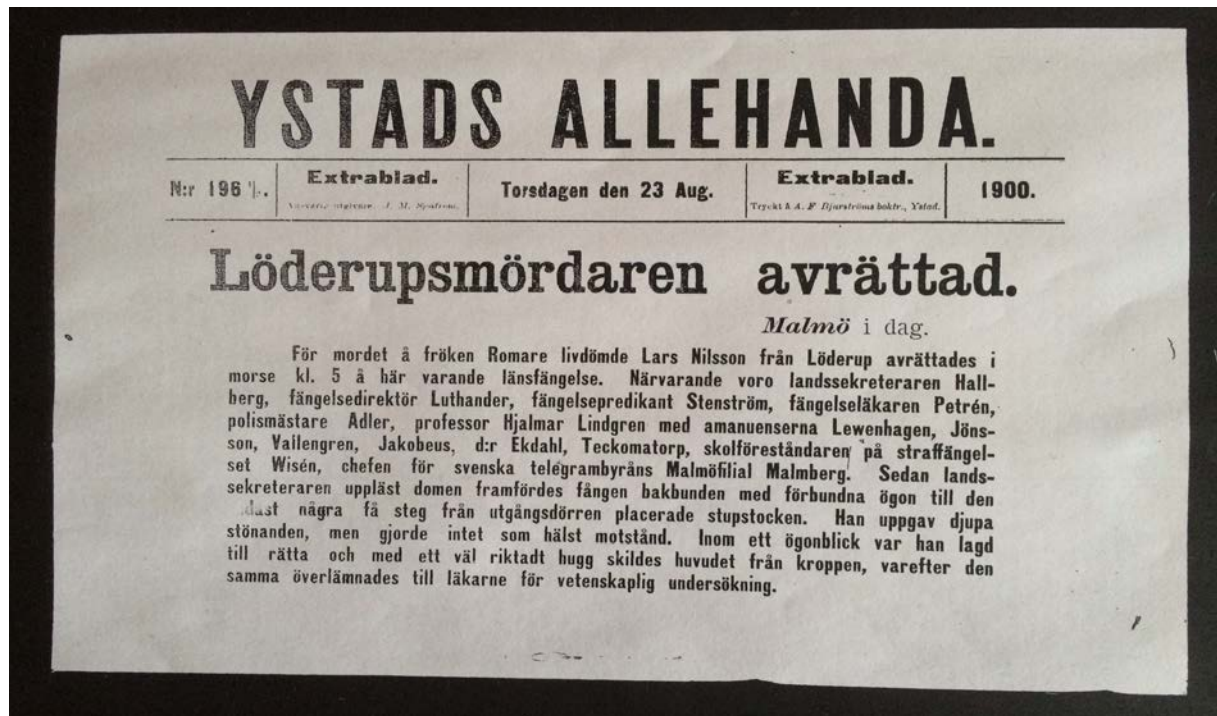 YSTADS ALLEHANDA.
N:r 196
Extrablad.
J. M.
Torsdagen den 23 Aug.
Extrablad.
Tryckt å A. F Bjurströms boktr., Ystad.
1900.
Löderupsmördaren avrättad.
Malmö i dag.
För mordet å fröken Romare livdömde Lars Nilsson från Löderup avrättades i
morse kl. 5 å här varande länsfängelse. Närvarande voro landssekreteraren Hall-
berg, fängelsedirektör Luthander, fängelsepredikant Stenström, fängelseläkaren Petrén,
polismästare Adler, professor Hjalmar Lindgren med amanuenserna Lewenhagen, Jöns-
son, Vallengren, Jakobeus, d:r Ekdahl, Teckomatorp, skolföreståndaren på straffängel-
set Wisén, chefen för svenska telegrambyråns Malmöfilial Malmberg. Sedan lands-
sekreteraren uppläst domen framfördes fången bakbunden med förbundna ögon till den
några få steg från utgångsdörren placerade stupstocken. Han uppgav djupa
stönanden, men gjorde intet som hälst motstånd. Inom ett ögonblick var han lagd
till rätta och med ett väl riktadt hugg skildes huvudet från kroppen, varefter den
samma överlämnades till läkarne för vetenskaplig undersökning.